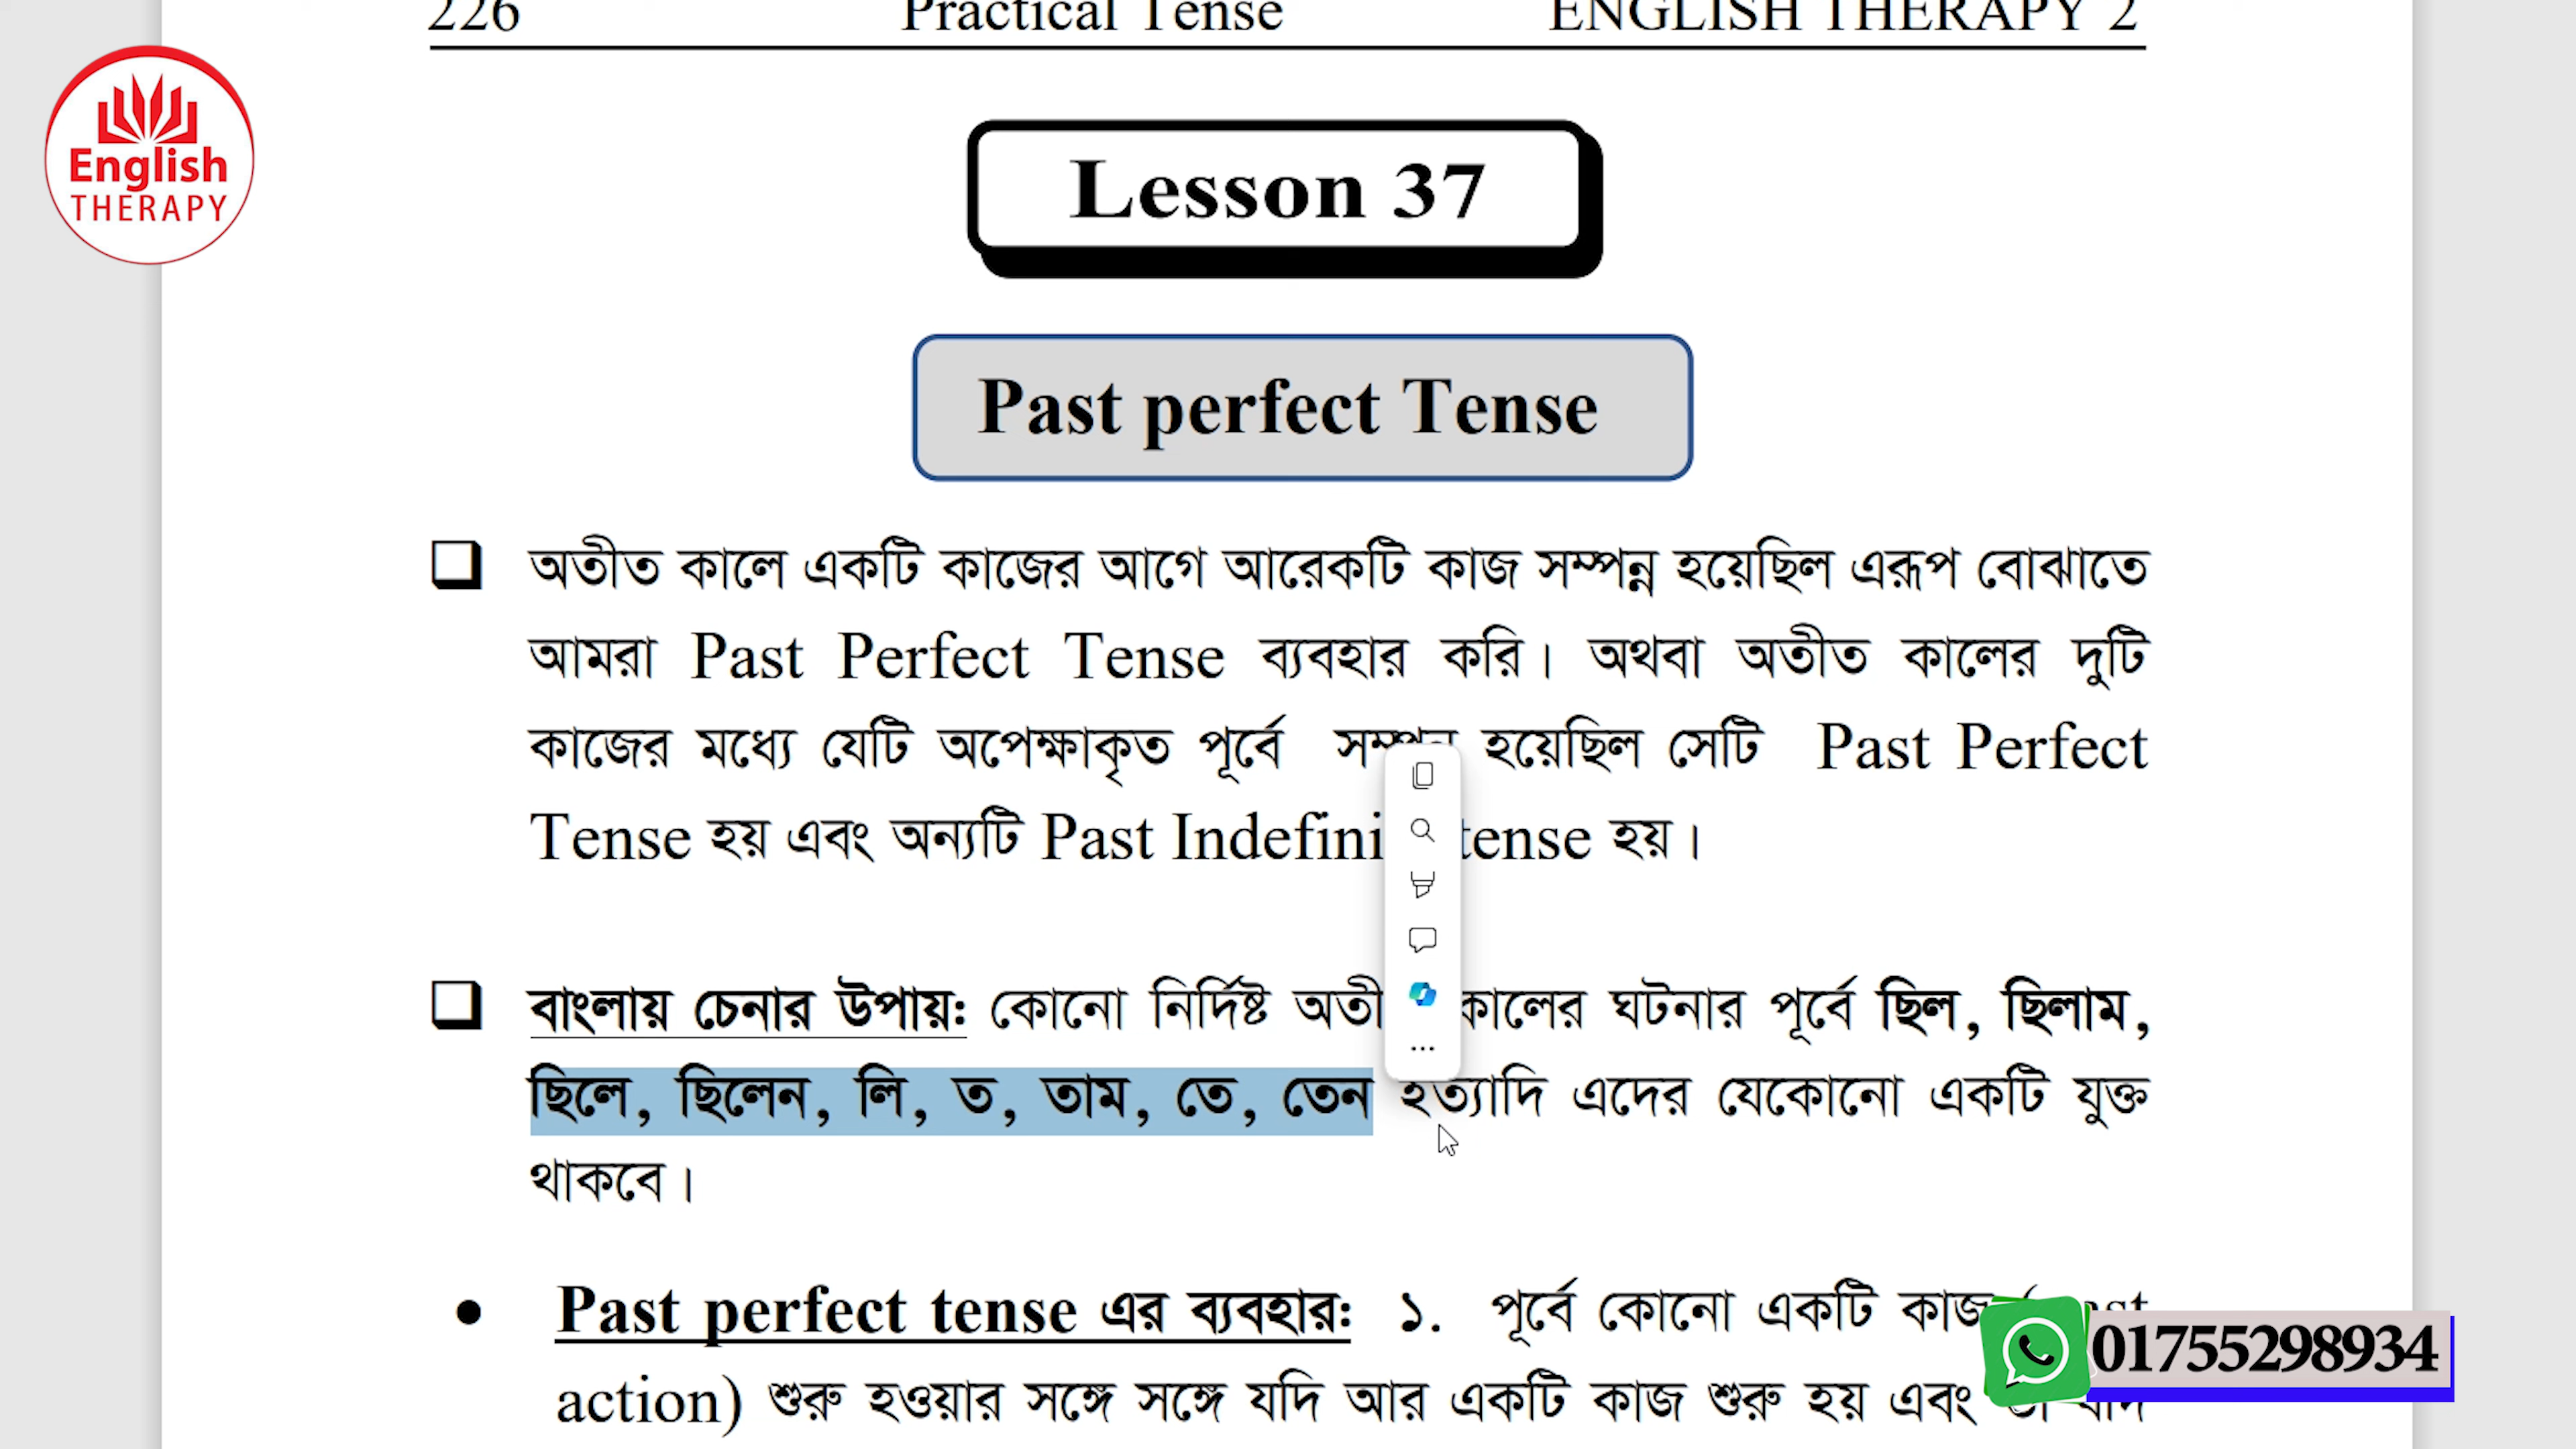 226 Practical Tense ENGLISH THERAPY 2
English
THERAPY
Lesson 37
Past perfect Tense
অতীত কালে একটি কাজের আগে আরেকটি কাজ সম্পন্ন হয়েছিল এরূপ বোঝাতে
আমরা Past Perfect Tense ব্যবহার করি। অথবা অতীত কালের দুটি
কাজের মধ্যে যেটি অপেক্ষাকৃত পূর্বে সম্পন্ন হয়েছিল সেটি Past Perfect
Tense হয় এবং অন্যটি Past Indefini tense হয়।
বাংলায় চেনার উপায়: কোনো নির্দিষ্ট অতী কালের ঘটনার পূর্বে ছিল, ছিলাম,
ছিলে, ছিলেন, লি, ত, তাম, তে, তেন ইত্যাদি এদের যেকোনো একটি যুক্ত
থাকবে।
• Past perfect tense এর ব্যবহার: ১. পূর্বে কোনো একটি কাজ
action) শুরু হওয়ার সঙ্গে সঙ্গে যদি আর একটি কাজ শুরু হয় এবং
01755298934